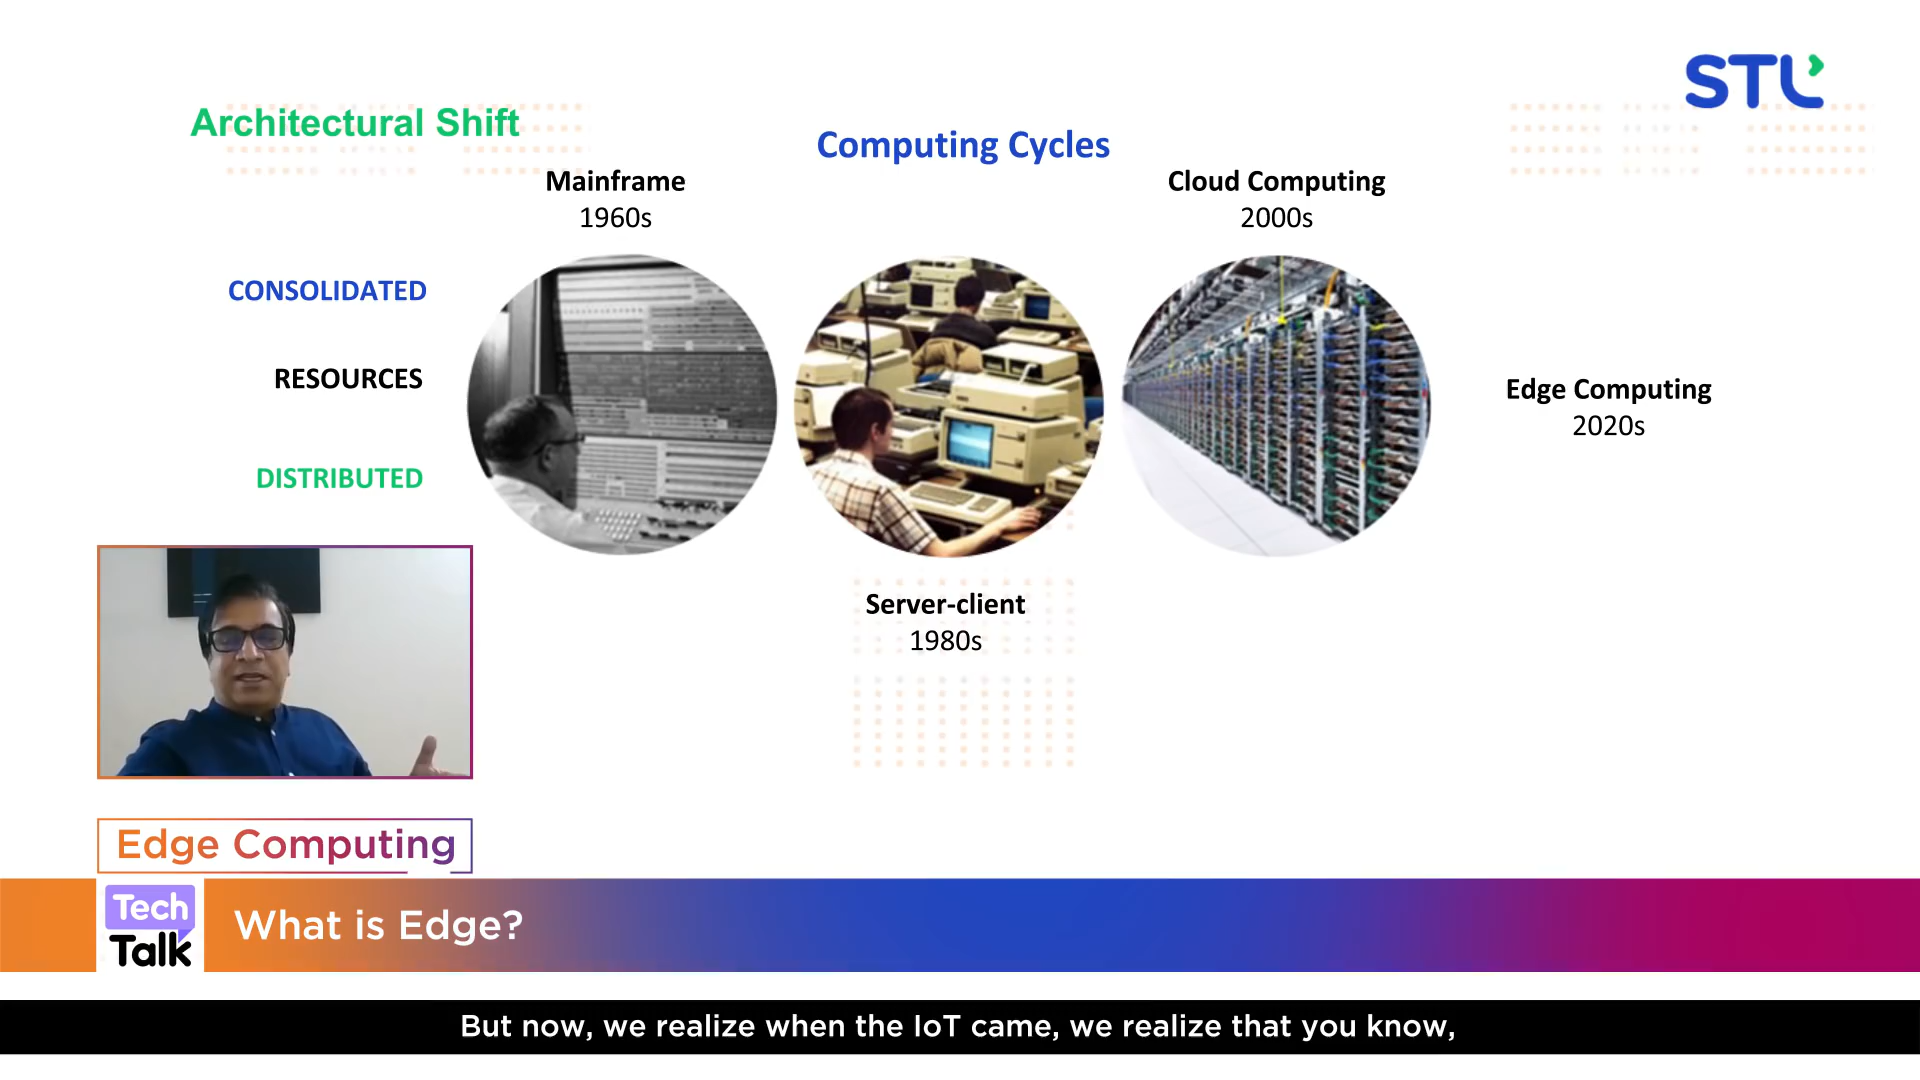 STL
Architectural Shift
Computing Cycles
Mainframe
1960s
Cloud Computing
2000s
CONSOLIDATED
RESOURCES
DISTRIBUTED
Edge Computing
2020s
Server-client
1980s
Edge Computing
Tech
Talk
What is Edge?
But now, we realize when the IoT came, we realize that you know,